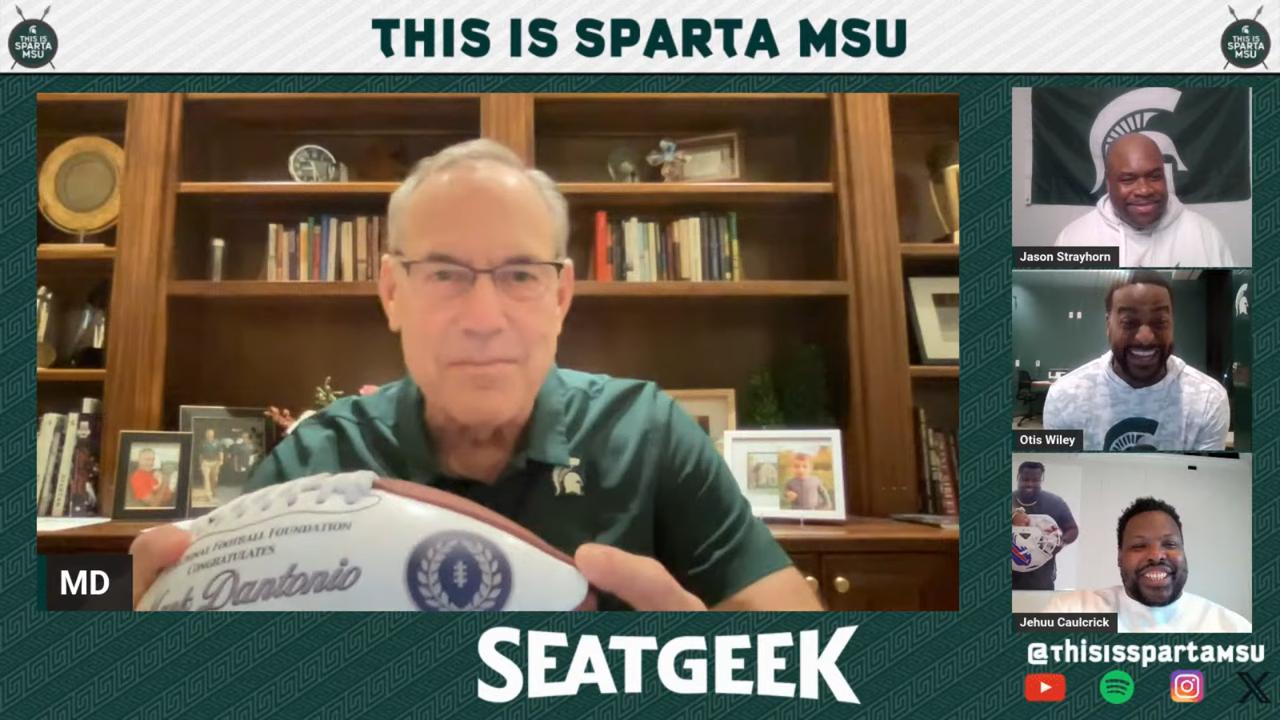 THIS IS SPARTA MSU
THIS IS
SPARTA
MSU
THIS IS
SPARTA
MSU
Jason Strayhorn
Otis Wiley
Jehuu Caulcrick
FOOTBALL FOUNDATION
CONGRATULATES
Dantonio
MD
SEATGEEK
@THISISSPARTAMSU